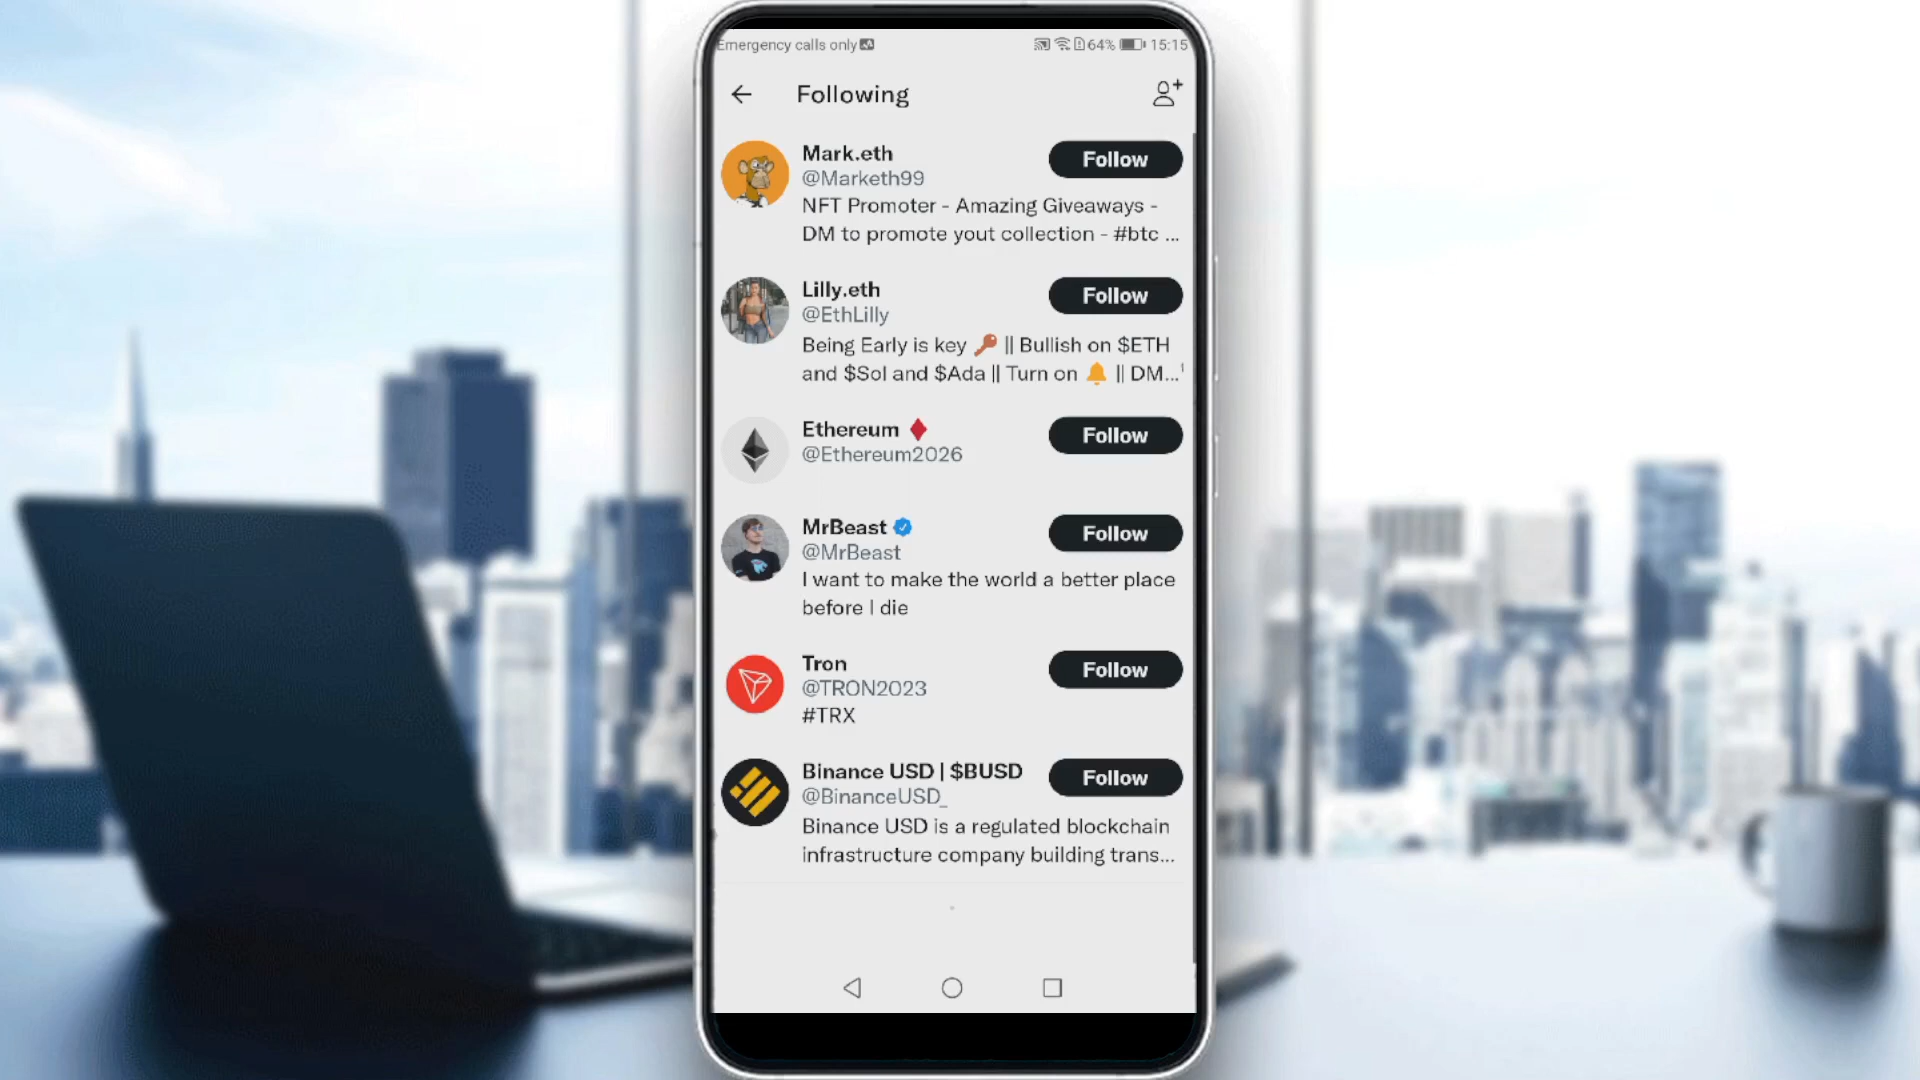 Emergency calls only
64% 15:15
Following
Mark.eth
Follow
@Marketh99
NFT Promoter - Amazing Giveaways -
DM to promote yout collection - #btc ...
Lilly.eth
Follow
@EthLilly
Being Early is key 🔑 || Bullish on $ETH
and $Sol and $Ada || Turn on 🔔 || DM...
Ethereum ♦
Follow
@Ethereum2026
MrBeast
Follow
@MrBeast
I want to make the world a better place
before I die
Tron
Follow
@TRON2023
#TRX
Binance USD | $BUSD
Follow
@BinanceUSD_
Binance USD is a regulated blockchain
infrastructure company building trans...